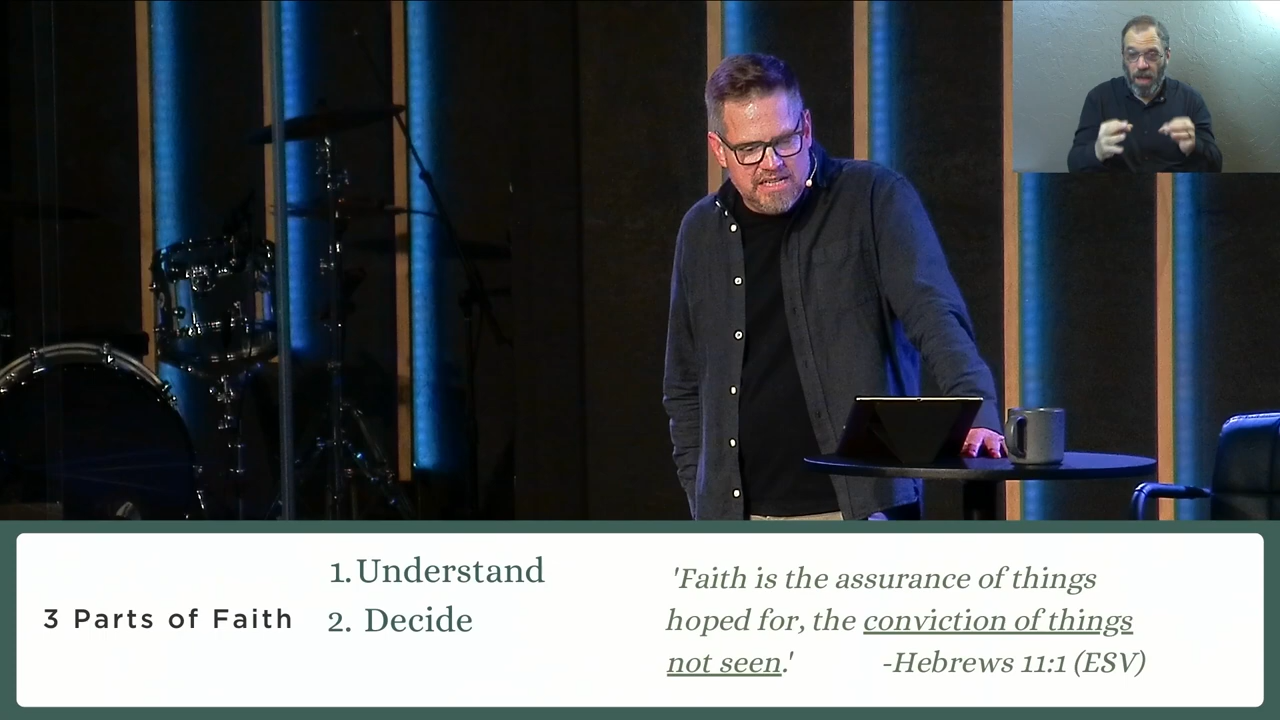 3 Parts of Faith
1. Understand
2. Decide
'Faith is the assurance of things
hoped for, the conviction of things
not seen.' -Hebrews 11:1 (ESV)